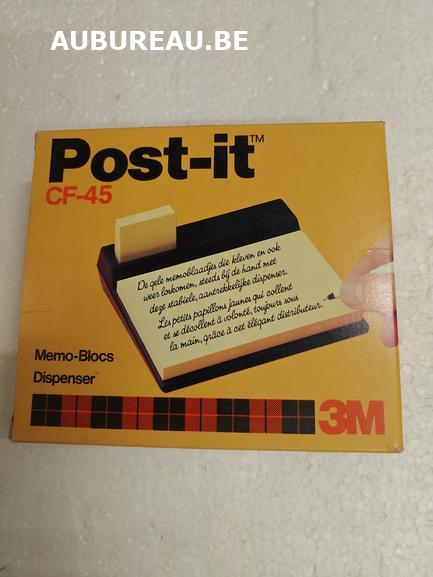 AUBUREAU.BE
Post-it™
CF-45
De gele memoblaadjes die kleven en ook
weer loskomen, steeds bij de hand met
deze stabiele, aantrekkelijke dispenser.
Les petits papillons jaunes qui collent
et se décollent à volonté, toujours sous
la main, grâce à cet élégant distributeur.
Memo-Blocs
Dispenser™
3M